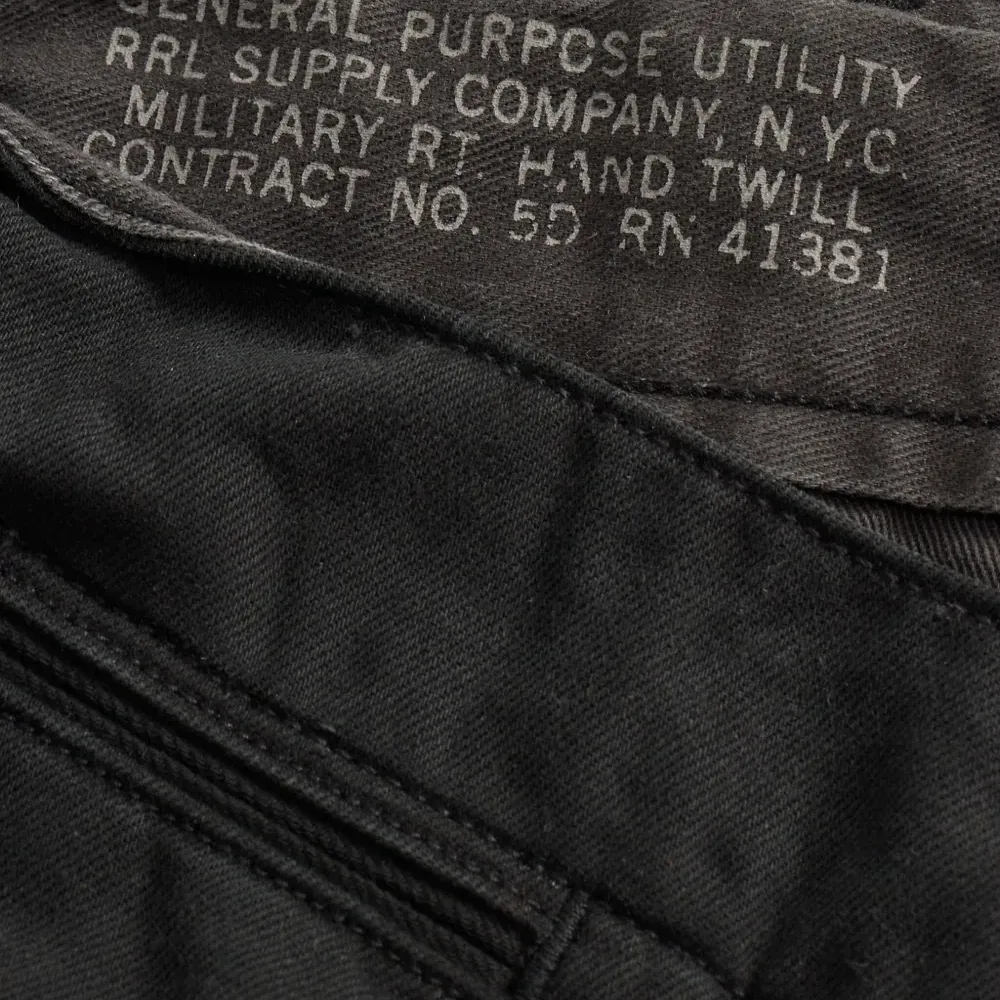 GENERAL PURPOSE UTILITY
RRL SUPPLY COMPANY, N.Y.C.
MILITARY RT. HAND TWILL
CONTRACT NO. 5D RN 41381